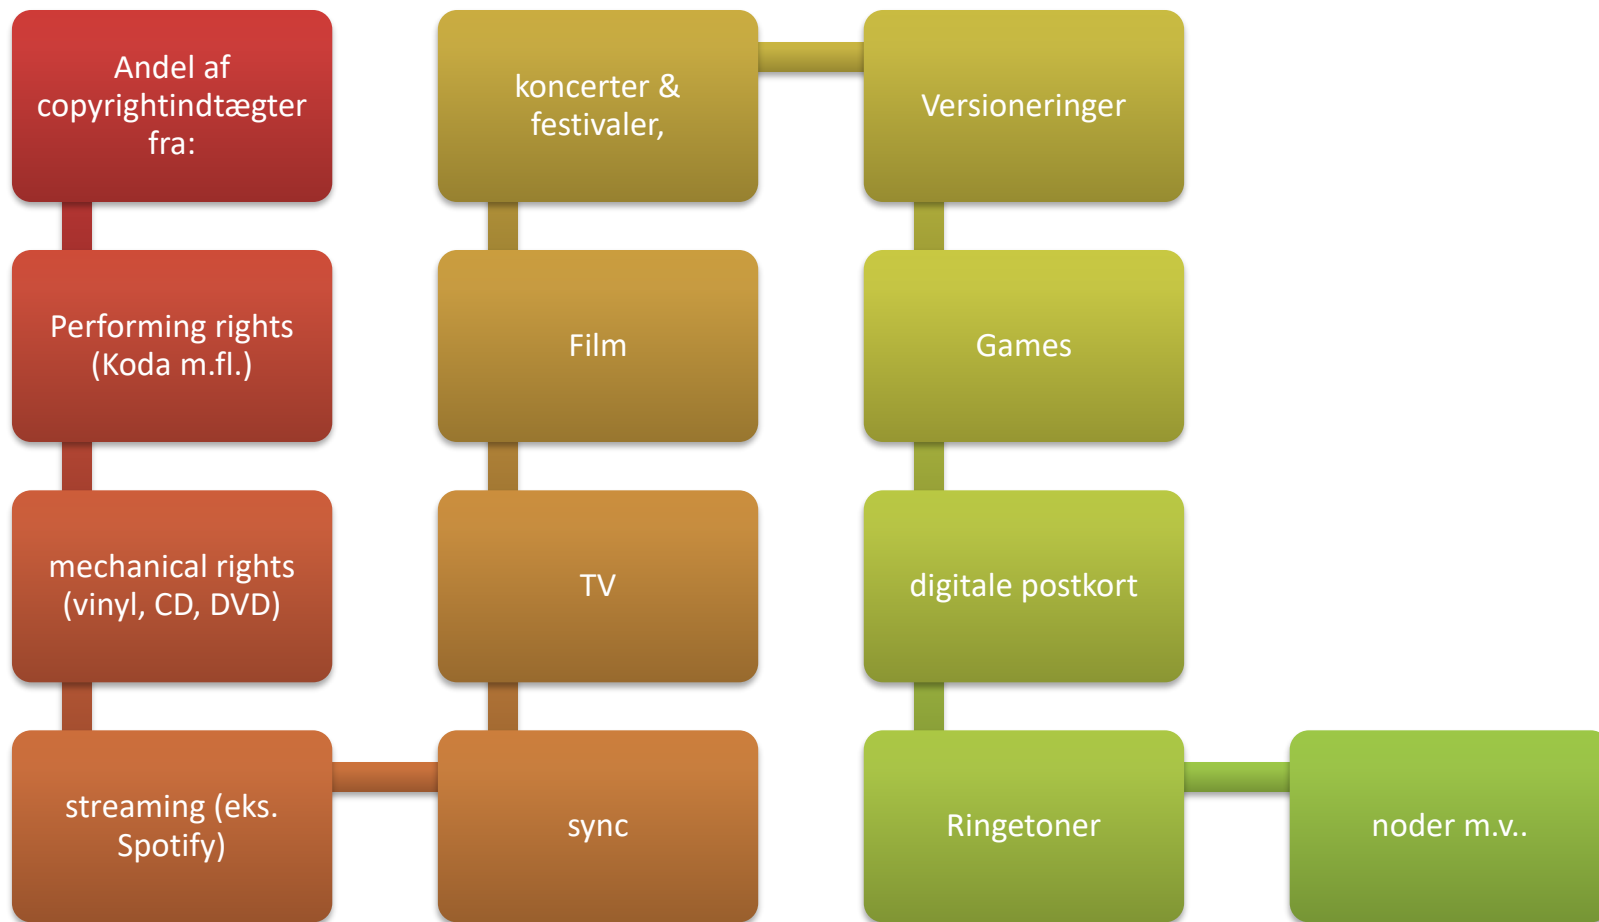 Andel af
copyrightindtægter
fra:
Performing rights
(Koda m.fl.)
mechanical rights
(vinyl, CD, DVD)
streaming (eks.
Spotify)
sync
TV
Film
koncerter &
festivaler,
Versioneringer
Games
digitale postkort
Ringetoner
noder m.v..